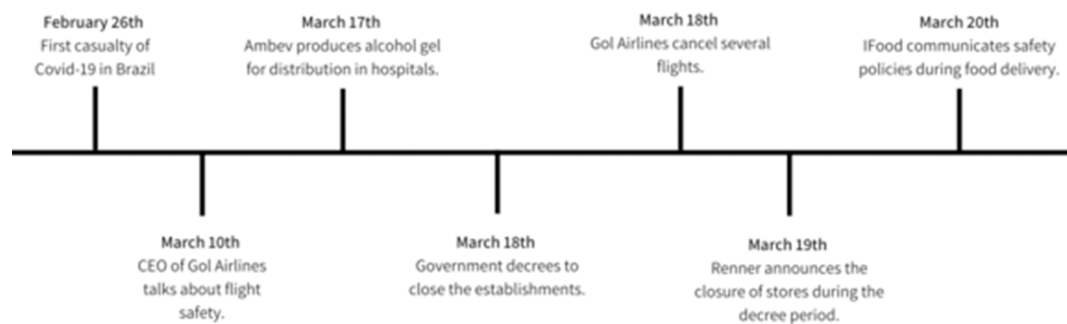 February 26th
First casualty of
Covid-19 in Brazil
March 17th
Ambev produces alcohol gel
for distribution in hospitals.
March 18th
Gol Airlines cancel several
flights.
March 20th
IFood communicates safety
policies during food delivery.
March 10th
CEO of Gol Airlines
talks about flight
safety.
March 18th
Government decrees to
close the establishments.
March 19th
Renner announces the
closure of stores during the
decree period.